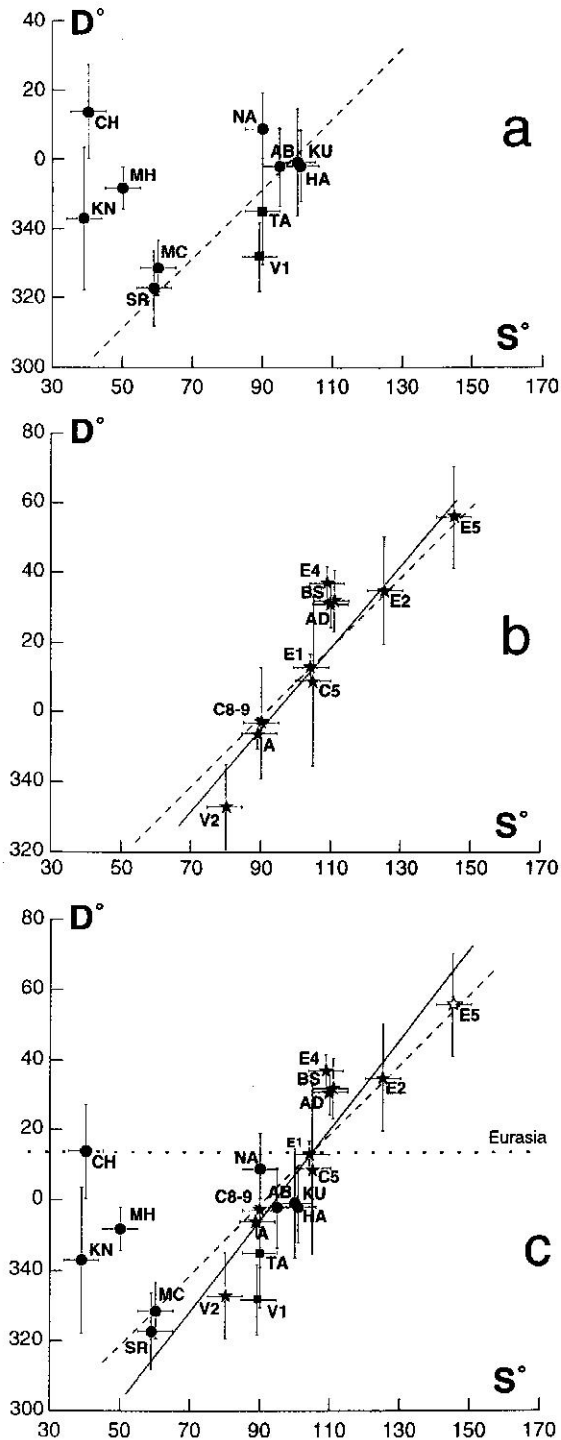 D°
40
20
0
340
320
300
CH
KN
MH
MC
SR
NA
AB
KU
HA
TA
V1
a
S°
30 50 70 90 110 130 150 170
D°
80
60
40
20
0
340
320
E4
BS
AD
E5
E2
E1
C5
C8-9
A
V2
b
S°
30 50 70 90 110 130 150 170
D°
80
60
40
20
0
340
320
300
E4
BS
AD
E5
E2
E1
Eurasia
CH
NA
C5
C8-9
AB
KU
A
HA
MH
KN
TA
MC
V2
V1
SR
C
S°
30 50 70 90 110 130 150 170